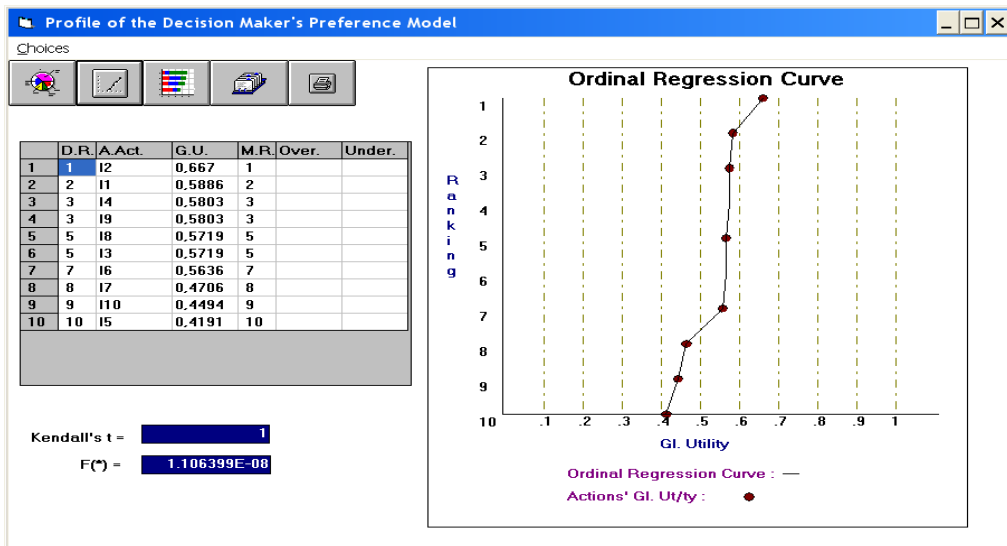 Profile of the Decision Maker's Preference Model
Choices
D.R. A.Act. G.U. M.R. Over. Under.
1 1 I2 0,667 1
2 2 I1 0,5886 2
3 3 I4 0,5803 3
4 3 I9 0,5803 3
5 5 I8 0,5719 5
6 5 I3 0,5719 5
7 7 I6 0,5636 7
8 8 I7 0,4706 8
9 9 I10 0,4494 9
10 10 I5 0,4191 10
Kendall's t = 1
F(*) = 1.106399E-08
Ordinal Regression Curve
Ranking
1
2
3
4
5
6
7
8
9
10 .1 .2 .3 .4 .5 .6 .7 .8 .9 1
Gl. Utility
Ordinal Regression Curve : —
Actions' Gl. Ut/ty :